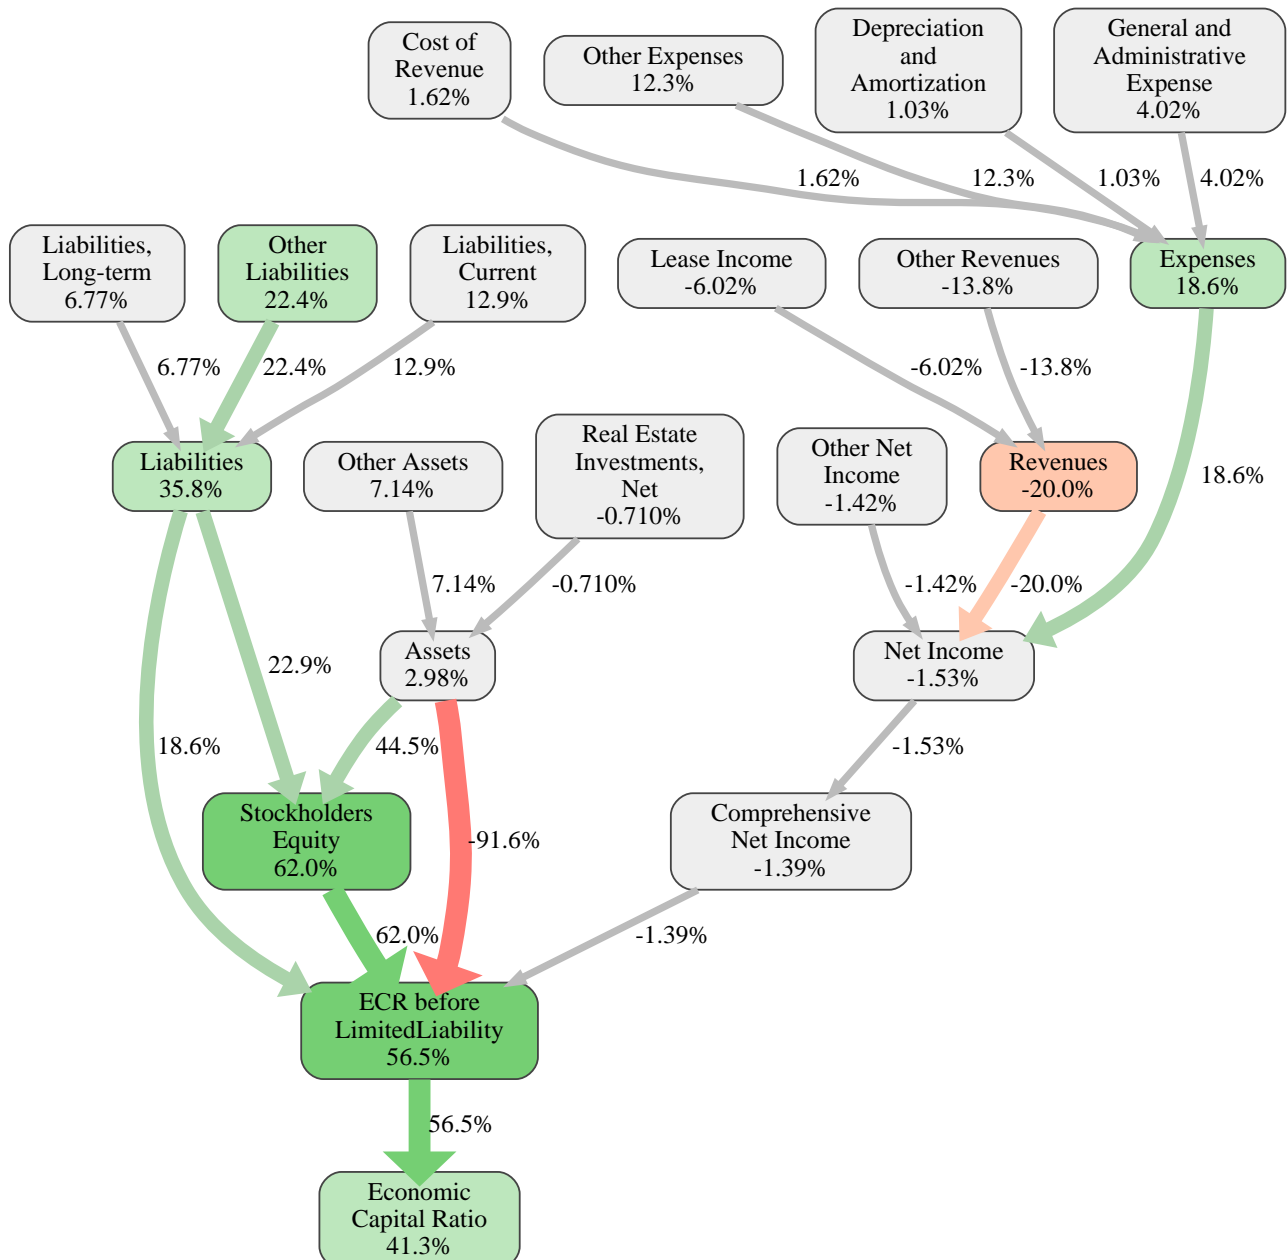 Cost of
Revenue
1.62%
Other Expenses
12.3%
Depreciation
and
Amortization
1.03%
General and
Administrative
Expense
4.02%
1.62%
12.3%
1.03%
4.02%
Liabilities,
Long-term
6.77%
Other
Liabilities
22.4%
Liabilities,
Current
12.9%
Lease Income
-6.02%
Other Revenues
-13.8%
Expenses
18.6%
6.77%
22.4%
12.9%
-6.02%
-13.8%
18.6%
Liabilities
35.8%
Other Assets
7.14%
Real Estate
Investments,
Net
-0.710%
Other Net
Income
-1.42%
Revenues
-20.0%
7.14%
-0.710%
-1.42%
-20.0%
22.9%
Assets
2.98%
Net Income
-1.53%
18.6%
44.5%
-1.53%
Stockholders
Equity
62.0%
-91.6%
Comprehensive
Net Income
-1.39%
62.0%
-1.39%
ECR before
LimitedLiability
56.5%
56.5%
Economic
Capital Ratio
41.3%